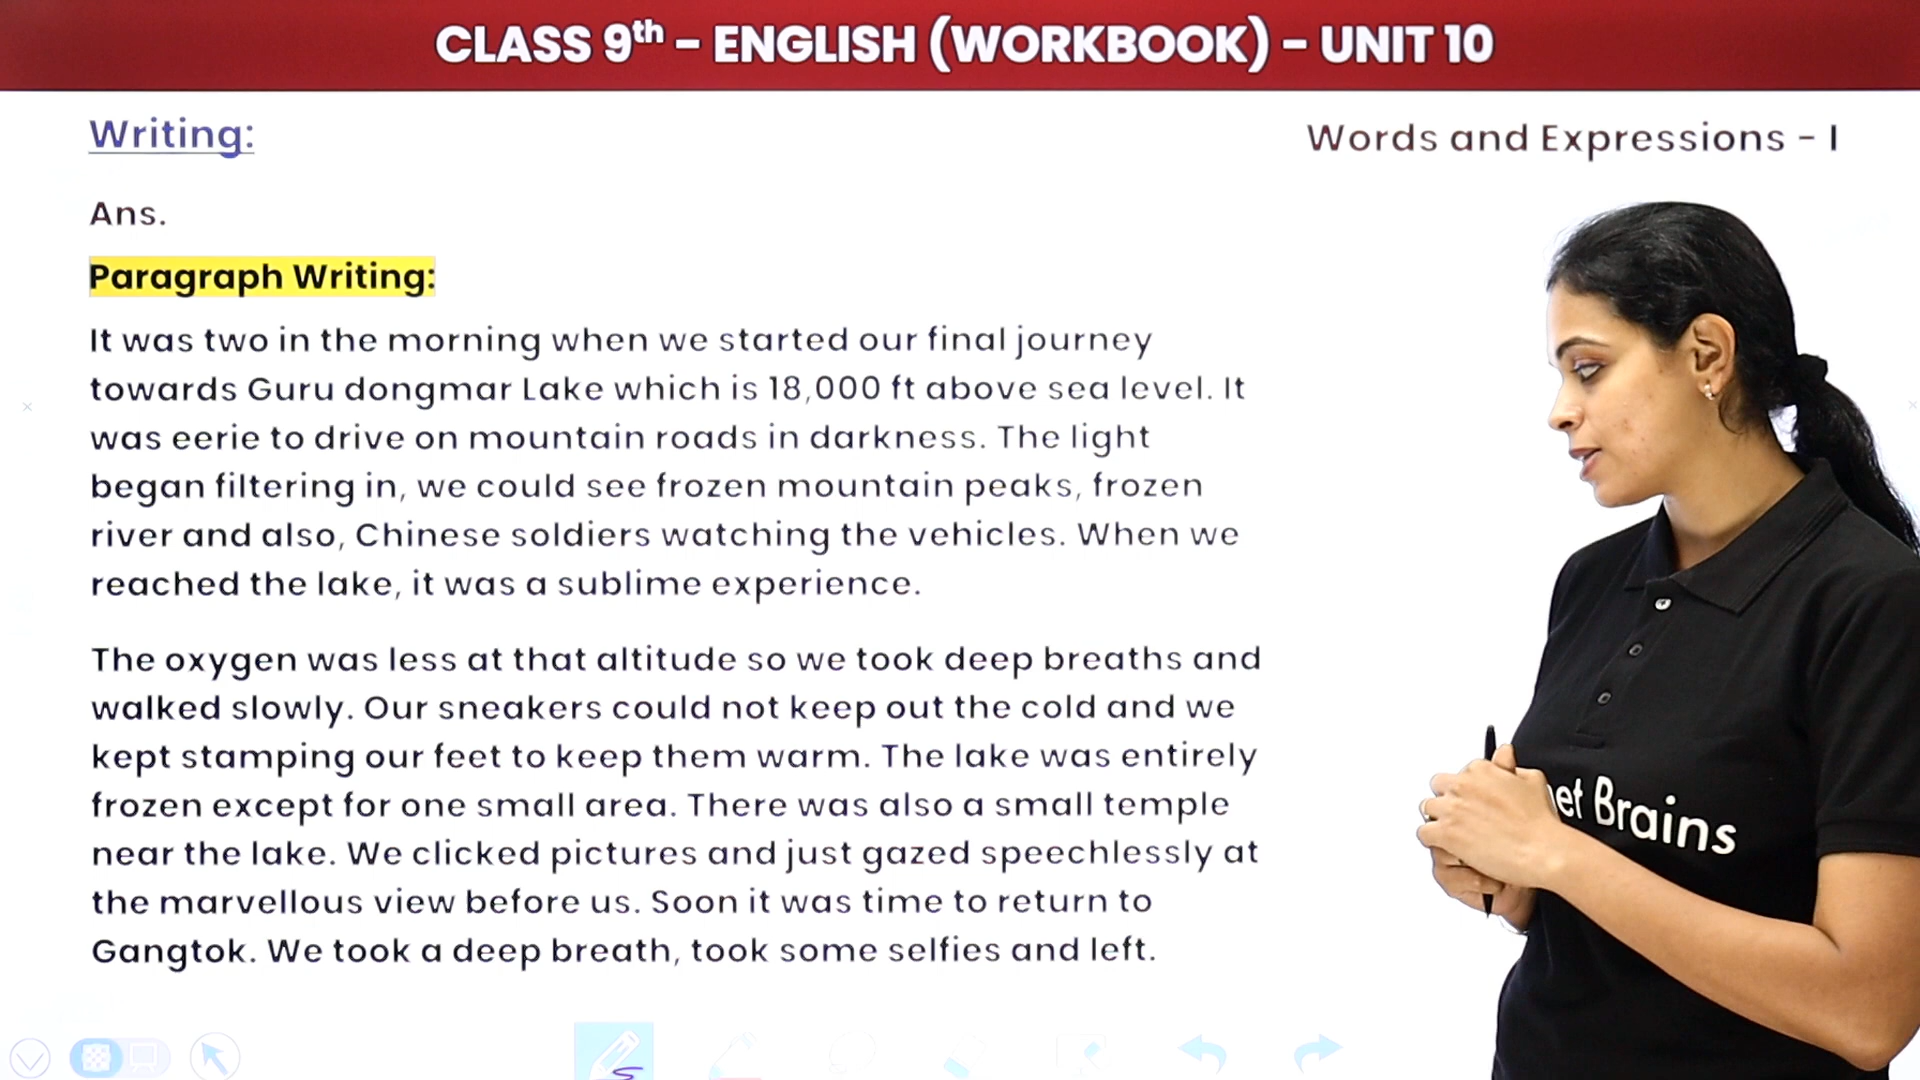 CLASS 9th – ENGLISH (WORKBOOK) – UNIT 10
Writing:
Words and Expressions – I
Ans.
Paragraph Writing:
It was two in the morning when we started our final journey
towards Guru dongmar Lake which is 18,000 ft above sea level. It
was eerie to drive on mountain roads in darkness. The light
began filtering in, we could see frozen mountain peaks, frozen
river and also, Chinese soldiers watching the vehicles. When we
reached the lake, it was a sublime experience.
The oxygen was less at that altitude so we took deep breaths and
walked slowly. Our sneakers could not keep out the cold and we
kept stamping our feet to keep them warm. The lake was entirely
frozen except for one small area. There was also a small temple
near the lake. We clicked pictures and just gazed speechlessly at
the marvellous view before us. Soon it was time to return to
Gangtok. We took a deep breath, took some selfies and left.
net Brains